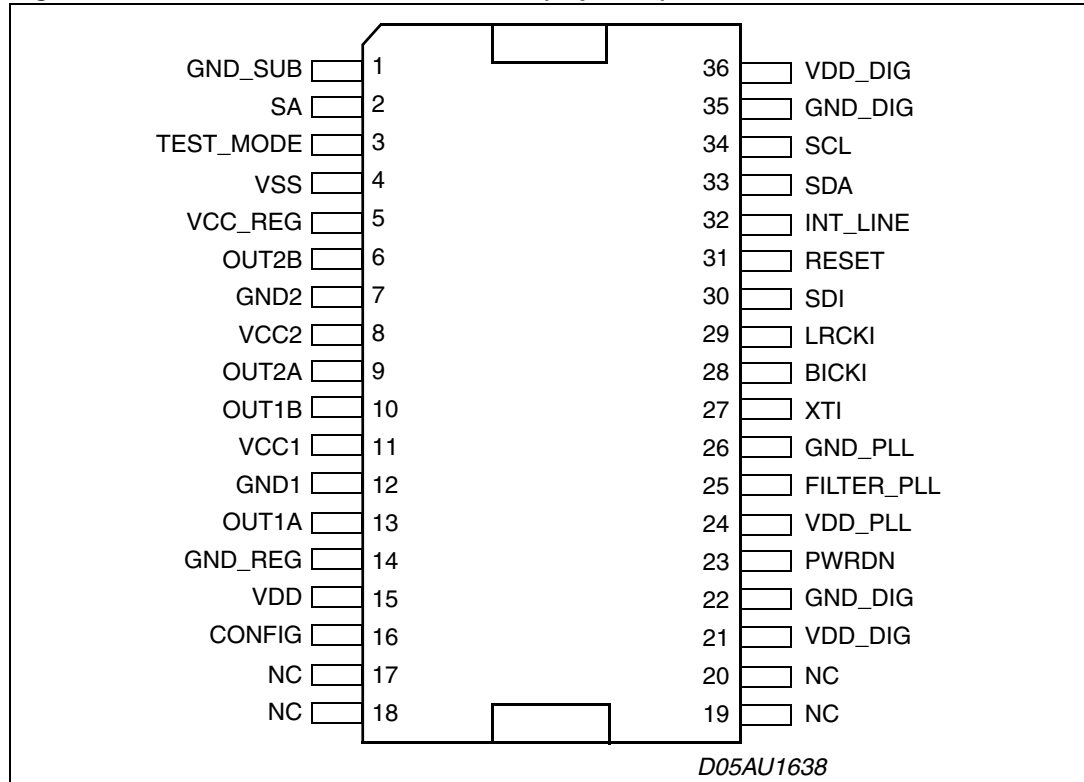 GND_SUB 1 36 VDD_DIG
SA 2 35 GND_DIG
TEST_MODE 3 34 SCL
VSS 4 33 SDA
VCC_REG 5 32 INT_LINE
OUT2B 6 31 RESET
GND2 7 30 SDI
VCC2 8 29 LRCKI
OUT2A 9 28 BICKI
OUT1B 10 27 XTI
VCC1 11 26 GND_PLL
GND1 12 25 FILTER_PLL
OUT1A 13 24 VDD_PLL
GND_REG 14 23 PWRDN
VDD 15 22 GND_DIG
CONFIG 16 21 VDD_DIG
NC 17 20 NC
NC 18 19 NC
D05AU1638